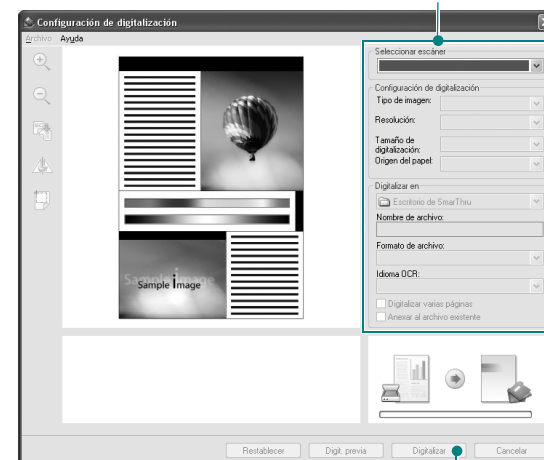 Configuración de digitalización
Archivo Ayuda
Seleccionar escáner
Configuración de digitalización
Tipo de imagen:
Resolución:
Tamaño de
digitalización:
Origen del papel:
Digitalizar en
Escritorio de SmarThru
Nombre de archivo:
Formato de archivo:
Idioma OCR:
Digitalizar varias páginas
Anexar al archivo existente
Sample image
Sample image
Restablecer Digit. previa Digitalizar Cancelar